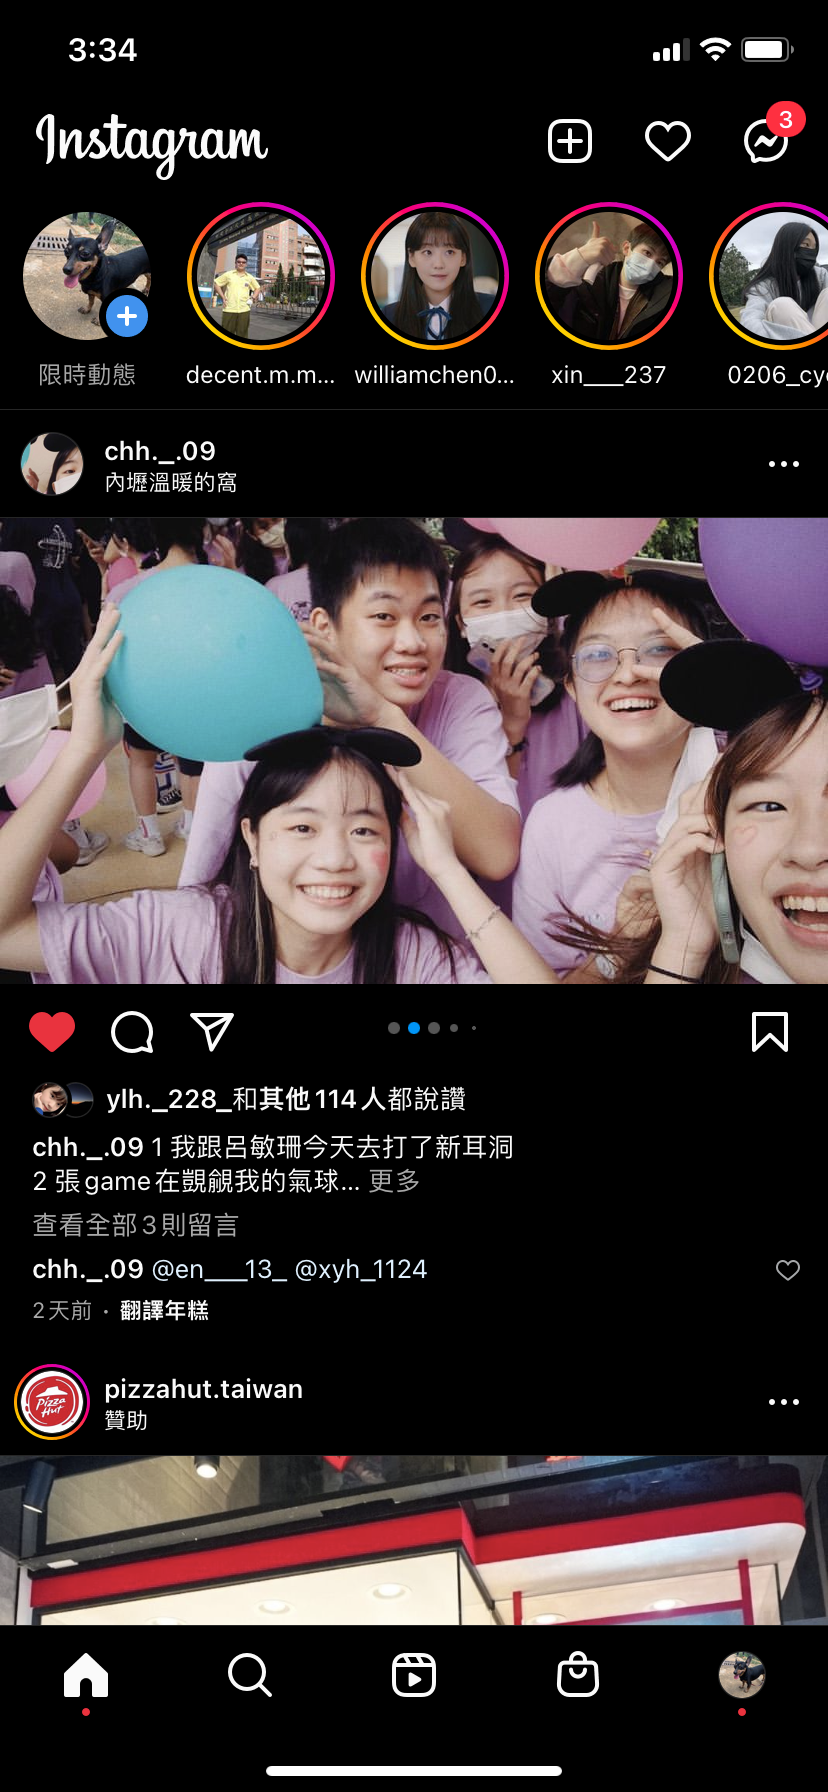 3:34
Instagram
3
限時動態
decent.m.m...
williamchen0...
xin___237
0206_cy
chh._.09
內壢溫暖的窩
ylh._228_和其他 114 人都說讚
chh._.09 1 我跟呂敏珊今天去打了新耳洞
2 張 game 在覬覦我的氣球... 更多
查看全部 3 則留言
chh._.09 @en___13_ @xyh_1124
2 天前 · 翻譯年糕
Pizza
Hut
pizzahut.taiwan
贊助